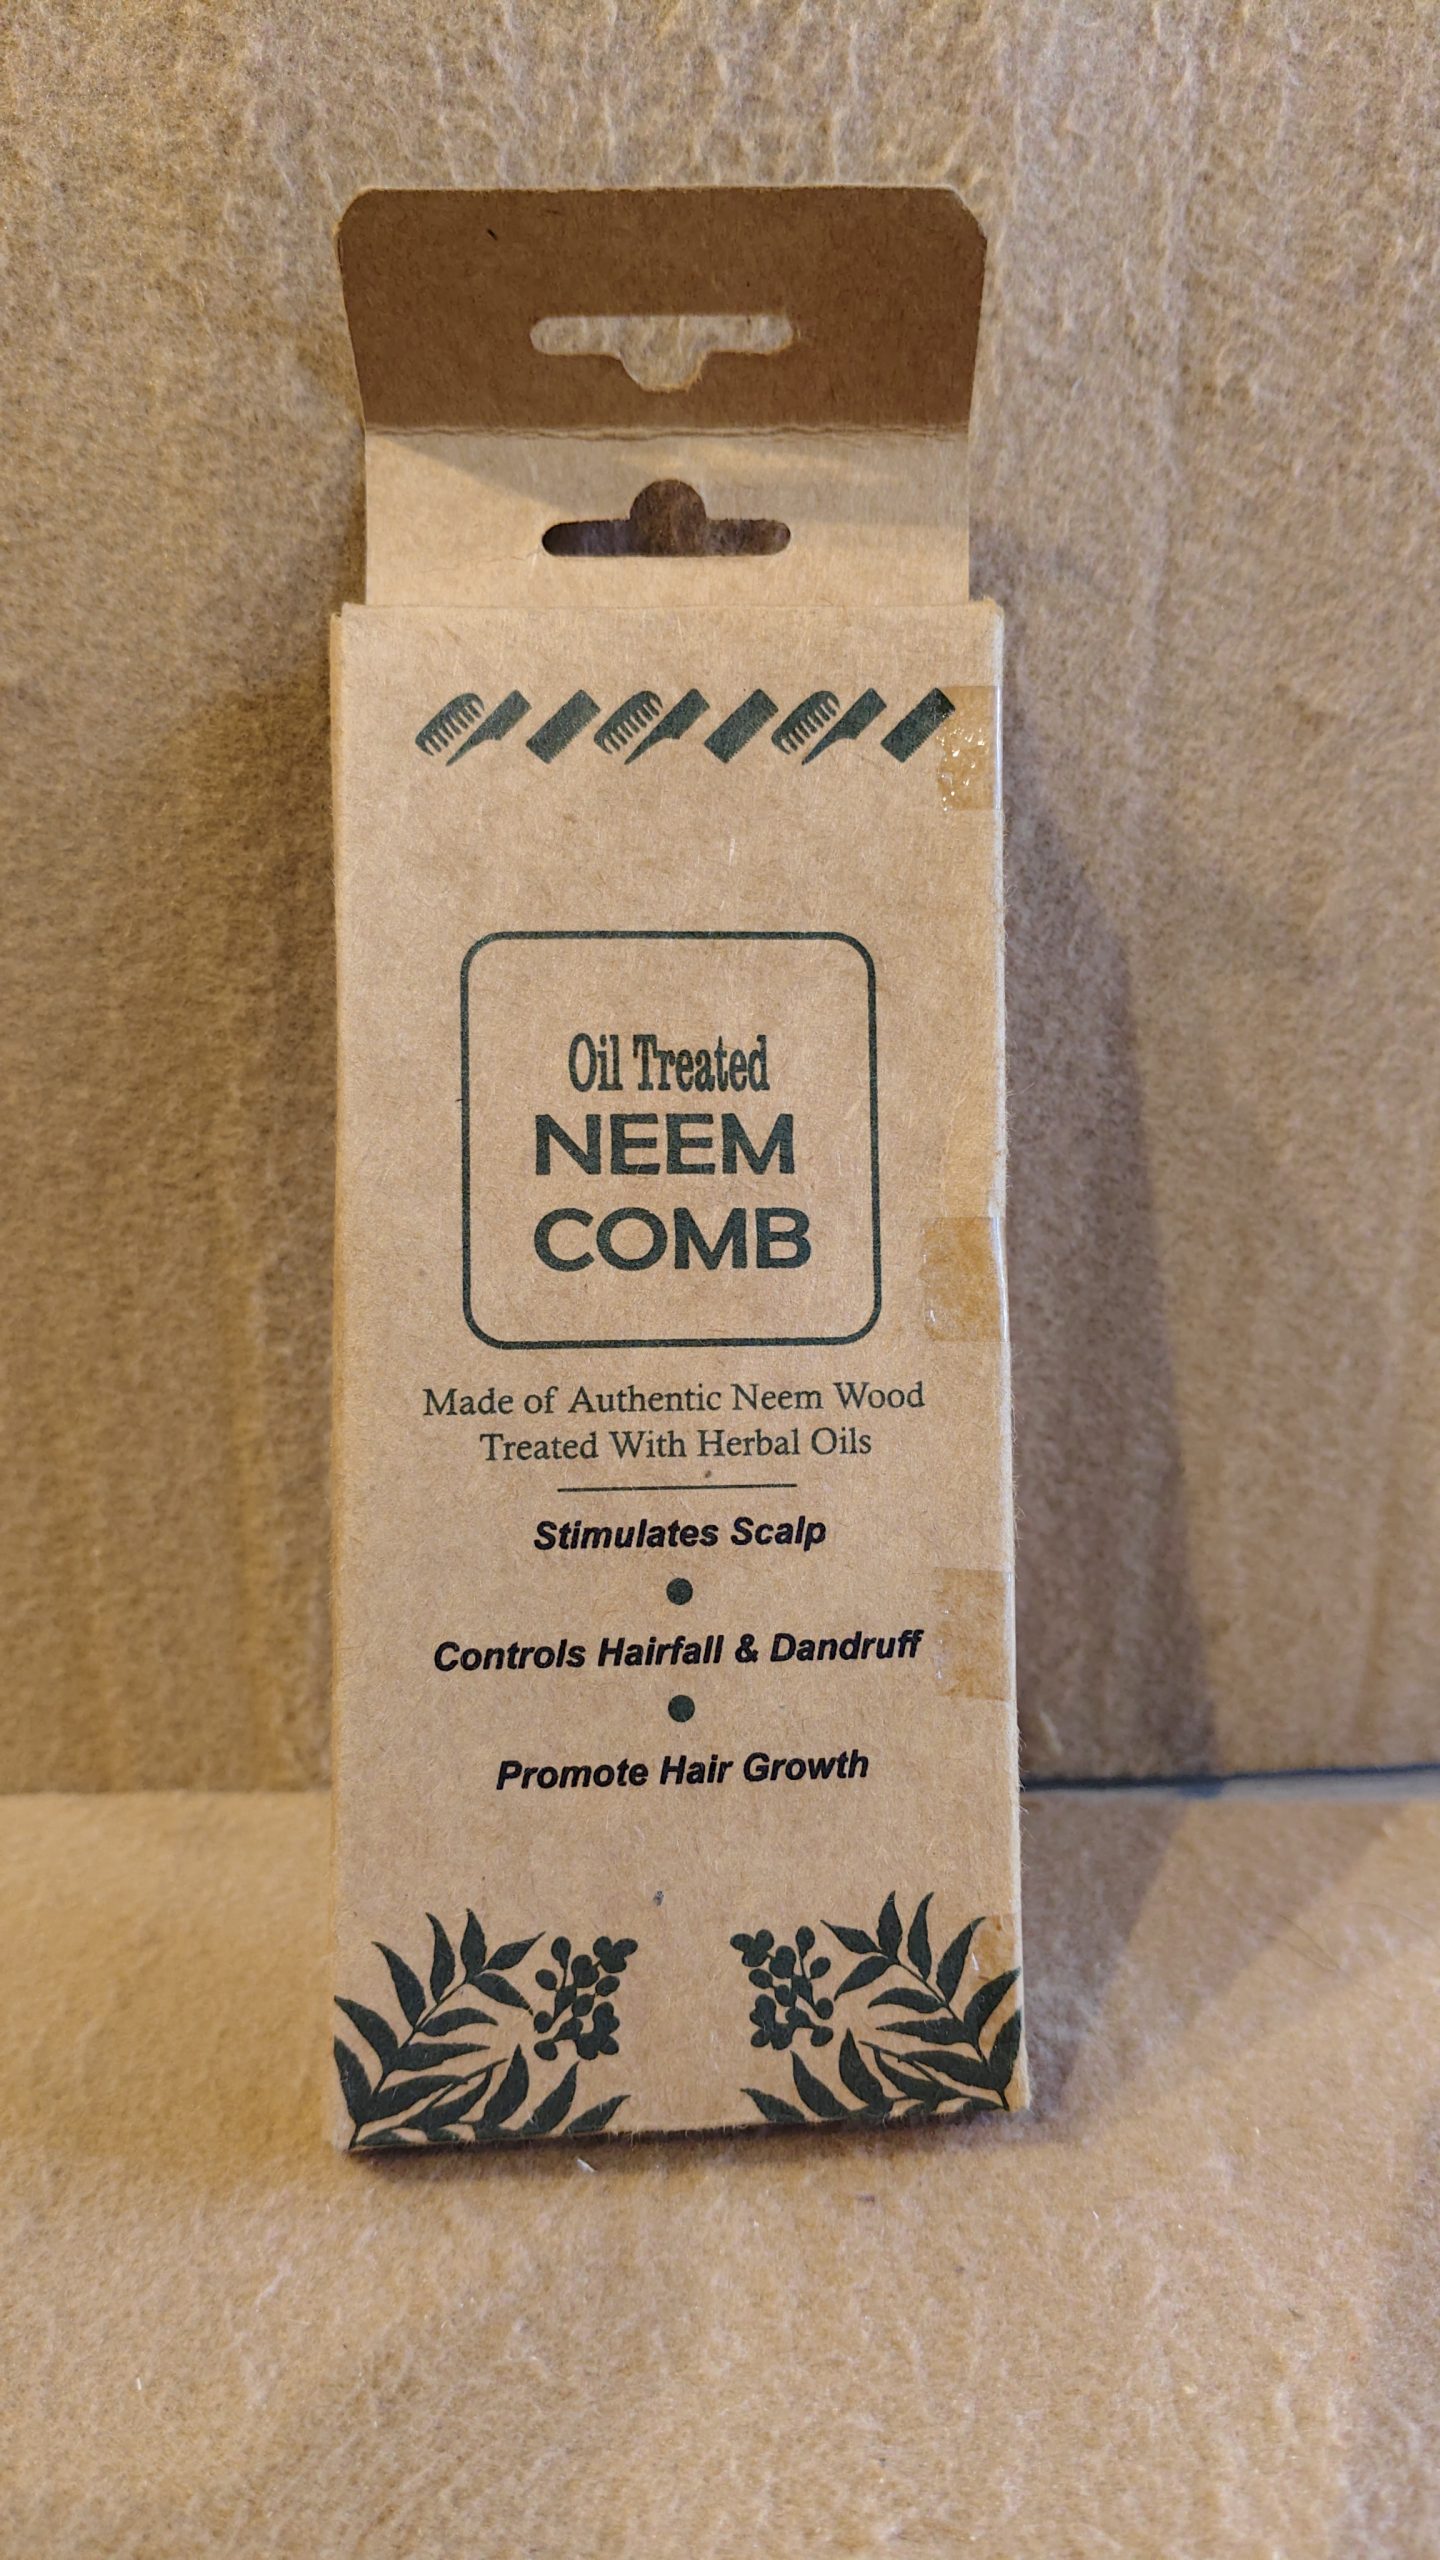 Oil Treated
NEEM
COMB
Made of Authentic Neem Wood
Treated With Herbal Oils
Stimulates Scalp
Controls Hairfall & Dandruff
Promote Hair Growth